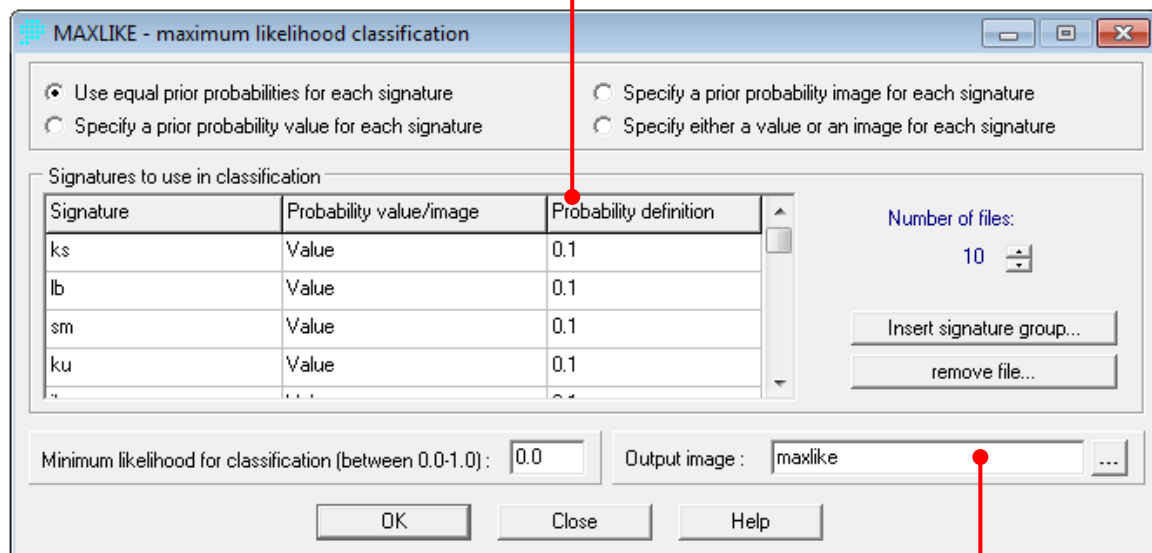 MAXLIKE - maximum likelihood classification
Use equal prior probabilities for each signature
Specify a prior probability image for each signature
Specify a prior probability value for each signature
Specify either a value or an image for each signature
Signatures to use in classification
Signature Probability value/image Probability definition
ks Value 0.1
lb Value 0.1
sm Value 0.1
ku Value 0.1
Number of files:
10
Insert signature group...
remove file...
Minimum likelihood for classification (between 0.0-1.0) : 0.0
Output image : maxlike ...
OK Close Help